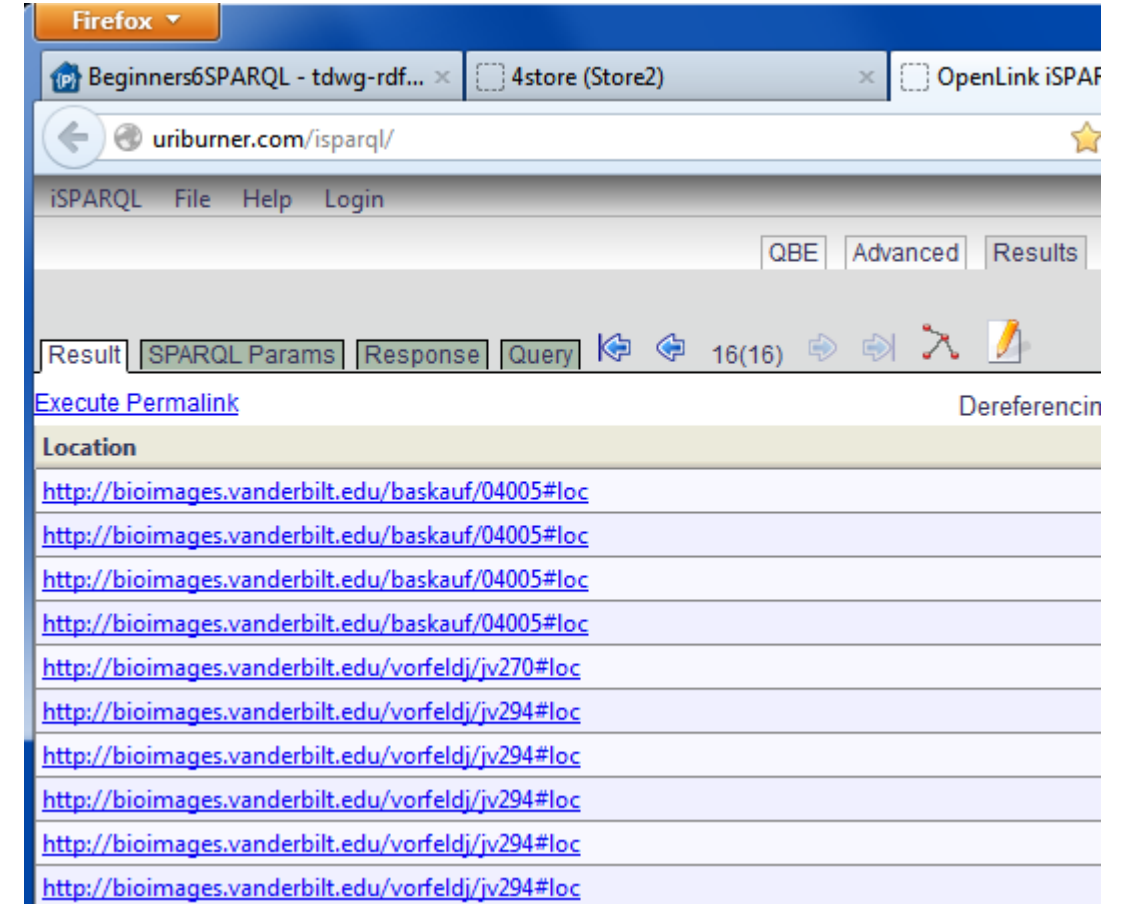 Firefox
Beginners6SPARQL - tdwg-rdf... 4store (Store2) OpenLink iSPAR
uriburner.com/isparql/
iSPARQL File Help Login
QBE Advanced Results
Result SPARQL Params Response Query 16(16)
Execute Permalink Dereferencin
Location
http://bioimages.vanderbilt.edu/baskauf/04005#loc
http://bioimages.vanderbilt.edu/baskauf/04005#loc
http://bioimages.vanderbilt.edu/baskauf/04005#loc
http://bioimages.vanderbilt.edu/baskauf/04005#loc
http://bioimages.vanderbilt.edu/vorfeldj/jv270#loc
http://bioimages.vanderbilt.edu/vorfeldj/jv294#loc
http://bioimages.vanderbilt.edu/vorfeldj/jv294#loc
http://bioimages.vanderbilt.edu/vorfeldj/jv294#loc
http://bioimages.vanderbilt.edu/vorfeldj/jv294#loc
http://bioimages.vanderbilt.edu/vorfeldj/jv294#loc